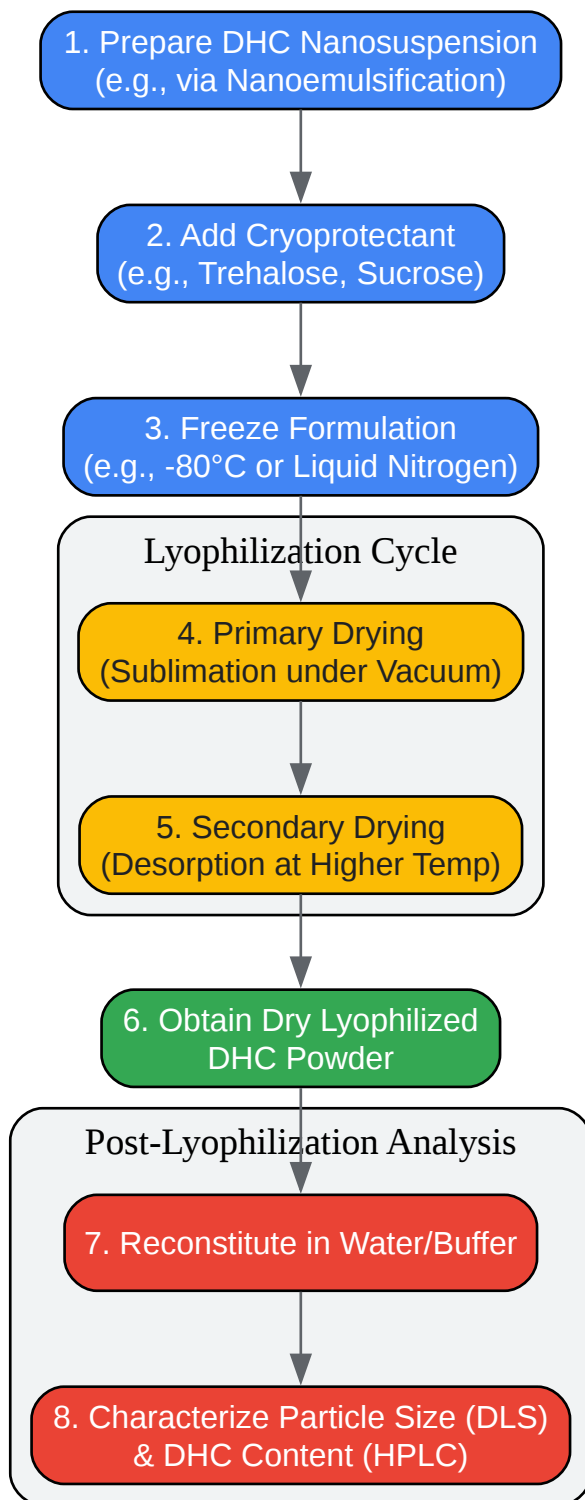 1. Prepare DHC Nanosuspension
(e.g., via Nanoemulsification)
2. Add Cryoprotectant
(e.g., Trehalose, Sucrose)
3. Freeze Formulation
(e.g., -80°C or Liquid Nitrogen)
Lyophilization Cycle
4. Primary Drying
(Sublimation under Vacuum)
5. Secondary Drying
(Desorption at Higher Temp)
6. Obtain Dry Lyophilized
DHC Powder
Post-Lyophilization Analysis
7. Reconstitute in Water/Buffer
8. Characterize Particle Size (DLS)
& DHC Content (HPLC)